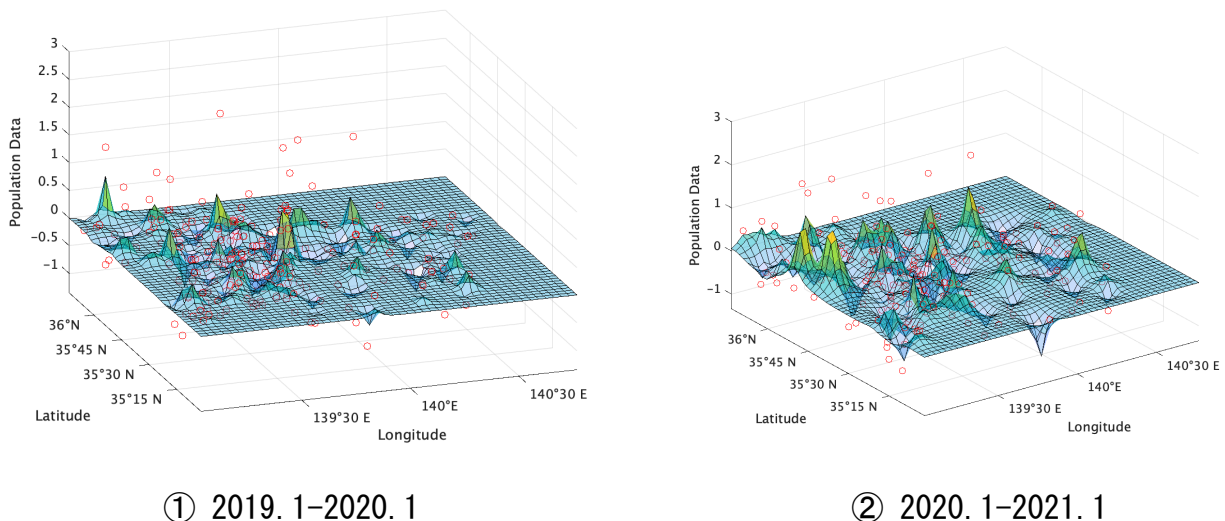 3
2.5
2
1.5
1
0.5
0
−0.5
−1
Population Data
36°N
35°45 N
35°30 N
35°15 N
Latitude
139°30 E
140°E
140°30 E
Longitude
① 2019.1−2020.1
3
2
1
0
−1
Population Data
36°N
35°45 N
35°30 N
35°15 N
Latitude
139°30 E
140°E
140°30 E
Longitude
② 2020.1−2021.1